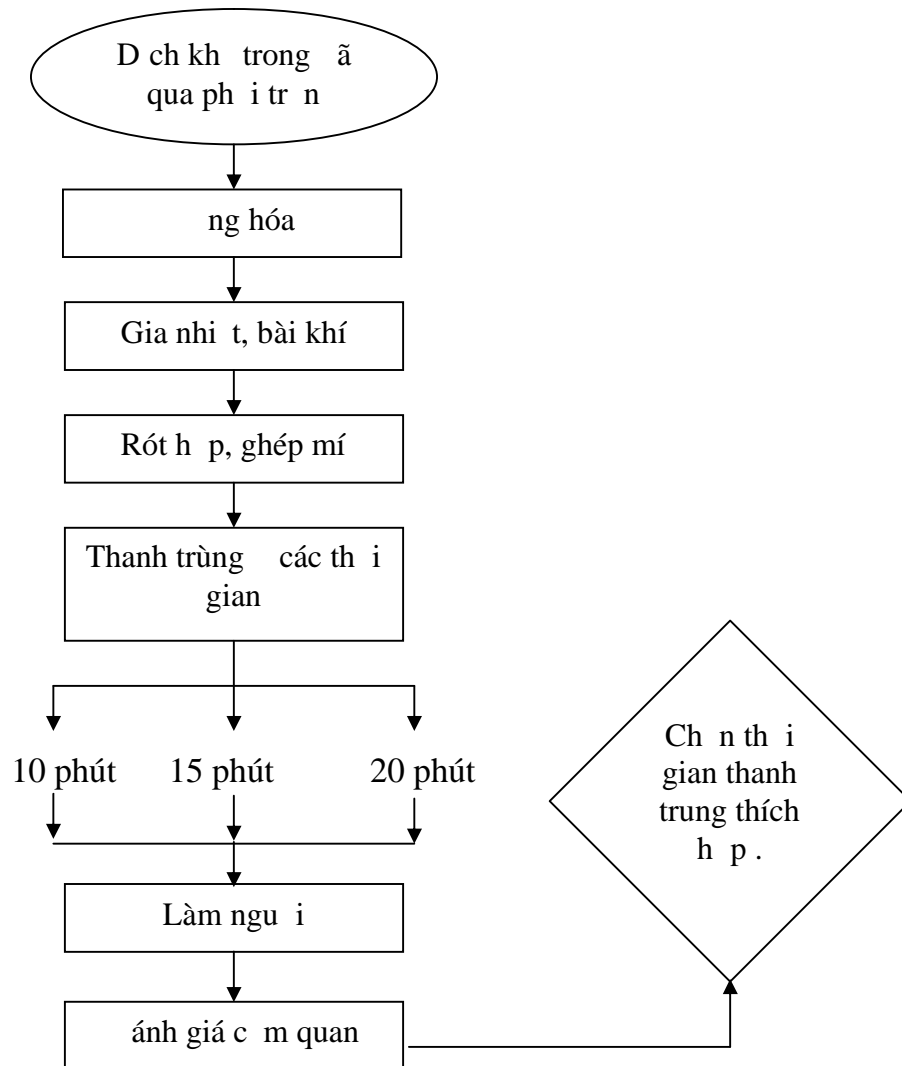 D ch kh trong ã
qua ph i tr n
ng hóa
Gia nhi t, bài khí
Rót h p, ghép mí
Thanh trùng các th i
gian
10 phút 15 phút 20 phút
Làm ngu i
ánh giá c m quan
Ch n th i
gian thanh
trung thích
h p .